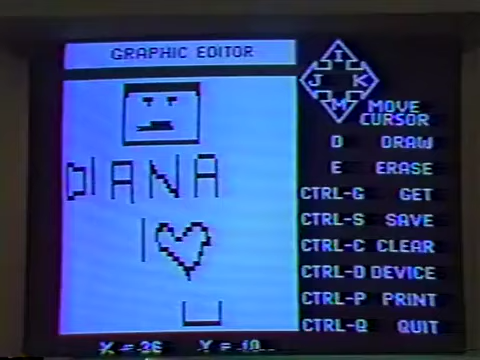 GRAPHIC EDITOR
I
J K
M
MOVE
CURSOR
D DRAW
E ERASE
CTRL-G GET
CTRL-S SAVE
CTRL-C CLEAR
CTRL-D DEVICE
CTRL-P PRINT
CTRL-Q QUIT
DIANA
I
X = 36